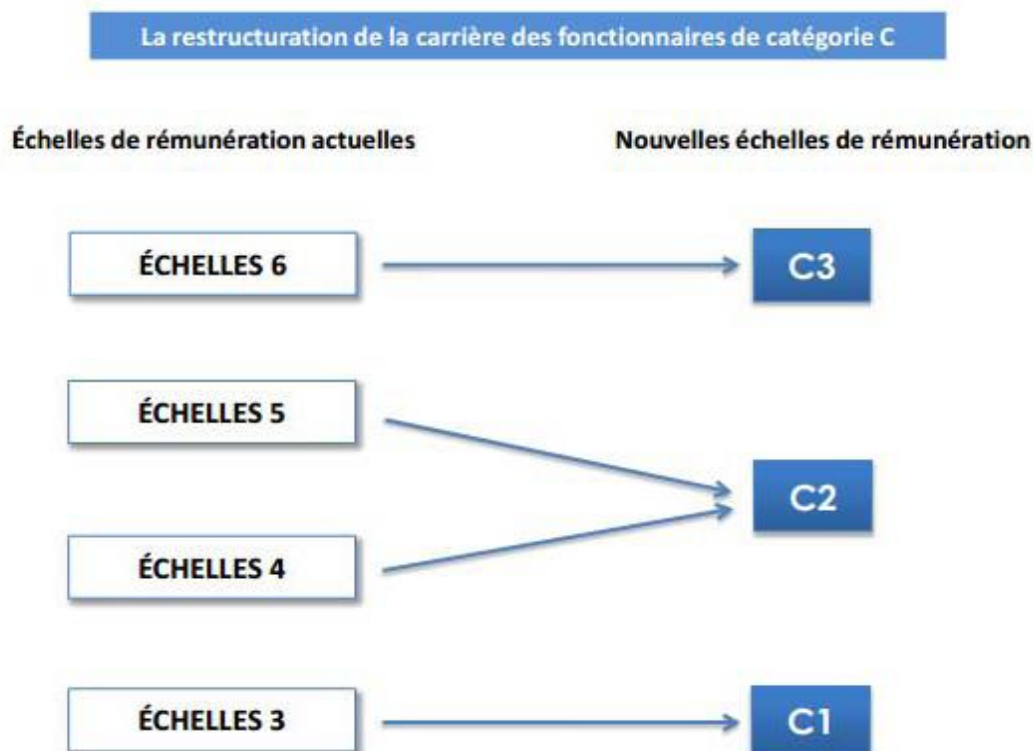 La restructuration de la carrière des fonctionnaires de catégorie C
Échelles de rémunération actuelles
Nouvelles échelles de rémunération
ÉCHELLES 6
C3
ÉCHELLES 5
C2
ÉCHELLES 4
ÉCHELLES 3
C1